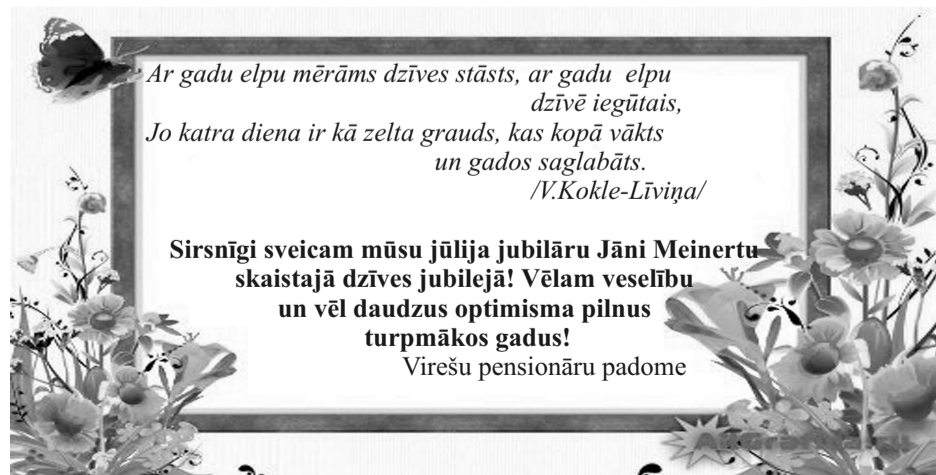 Ar gadu elpu mērāms dzīves stāsts, ar gadu elpu
dzīvē iegūtais,
Jo katra diena ir kā zelta grauds, kas kopā vākts
un gados saglabāts.
/V.Kokle-Līviņa/
Sirsnīgi sveicam mūsu jūlija jubilāru Jāni Meinertu
skaistajā dzīves jubilejā! Vēlam veselību
un vēl daudzus optimisma pilnus
turpmākos gadus!
Virešu pensionāru padome